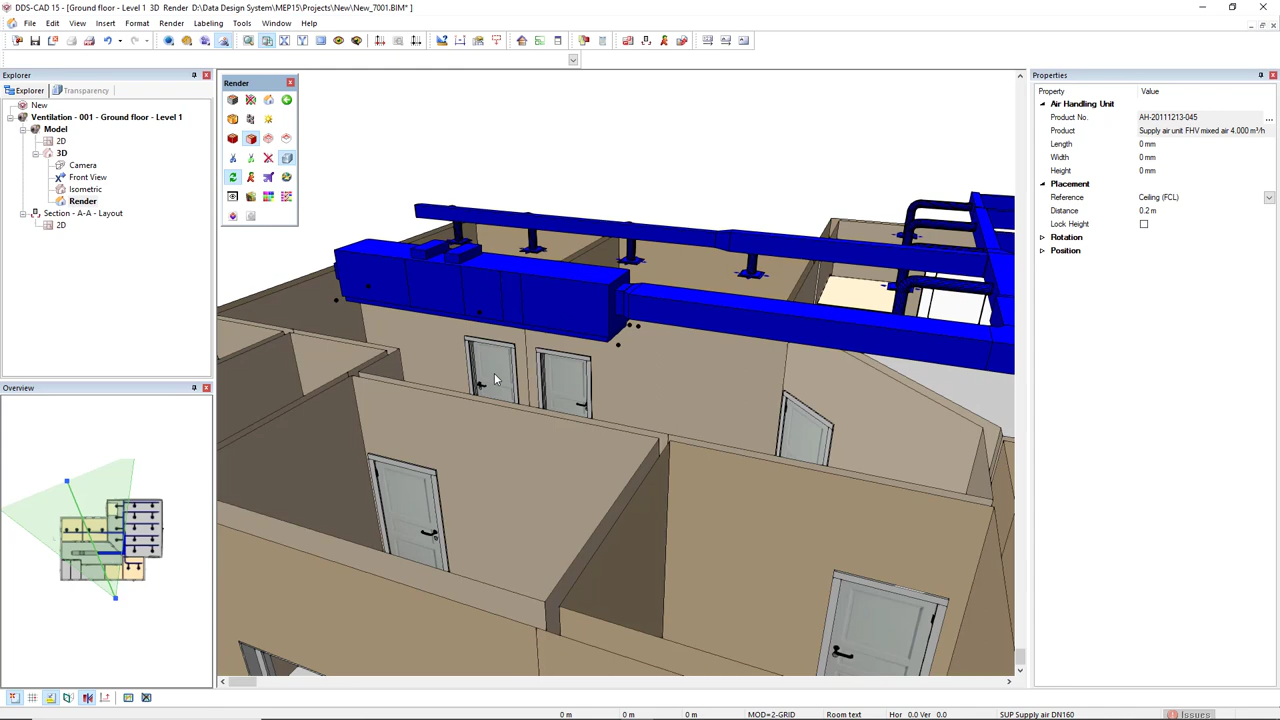 DDS-CAD 15 - [Ground floor - Level 1 3D Render D:\Data Design System\MEP15\Projects\New\New_7001.BIM*]
File Edit View Insert Format Render Labeling Tools Window Help
Explorer
Explorer Transparency
New
Ventilation - 001 - Ground floor - Level 1
Model
2D
3D
Camera
Front View
Isometric
Render
Section - A-A - Layout
2D
Overview
Render
Properties
Property Value
Air Handling Unit
Product No. AH-20111213-045 ...
Product Supply air unit FHV mixed air 4.000 m³/h
Length 0 mm
Width 0 mm
Height 0 mm
Placement
Reference Ceiling (FCL)
Distance 0.2 m
Lock Height
Rotation
Position
0 m 0 m 0 m MOD=2-GRID Room text Hor 0.0 Ver 0.0 SUP Supply air DN160 Issues